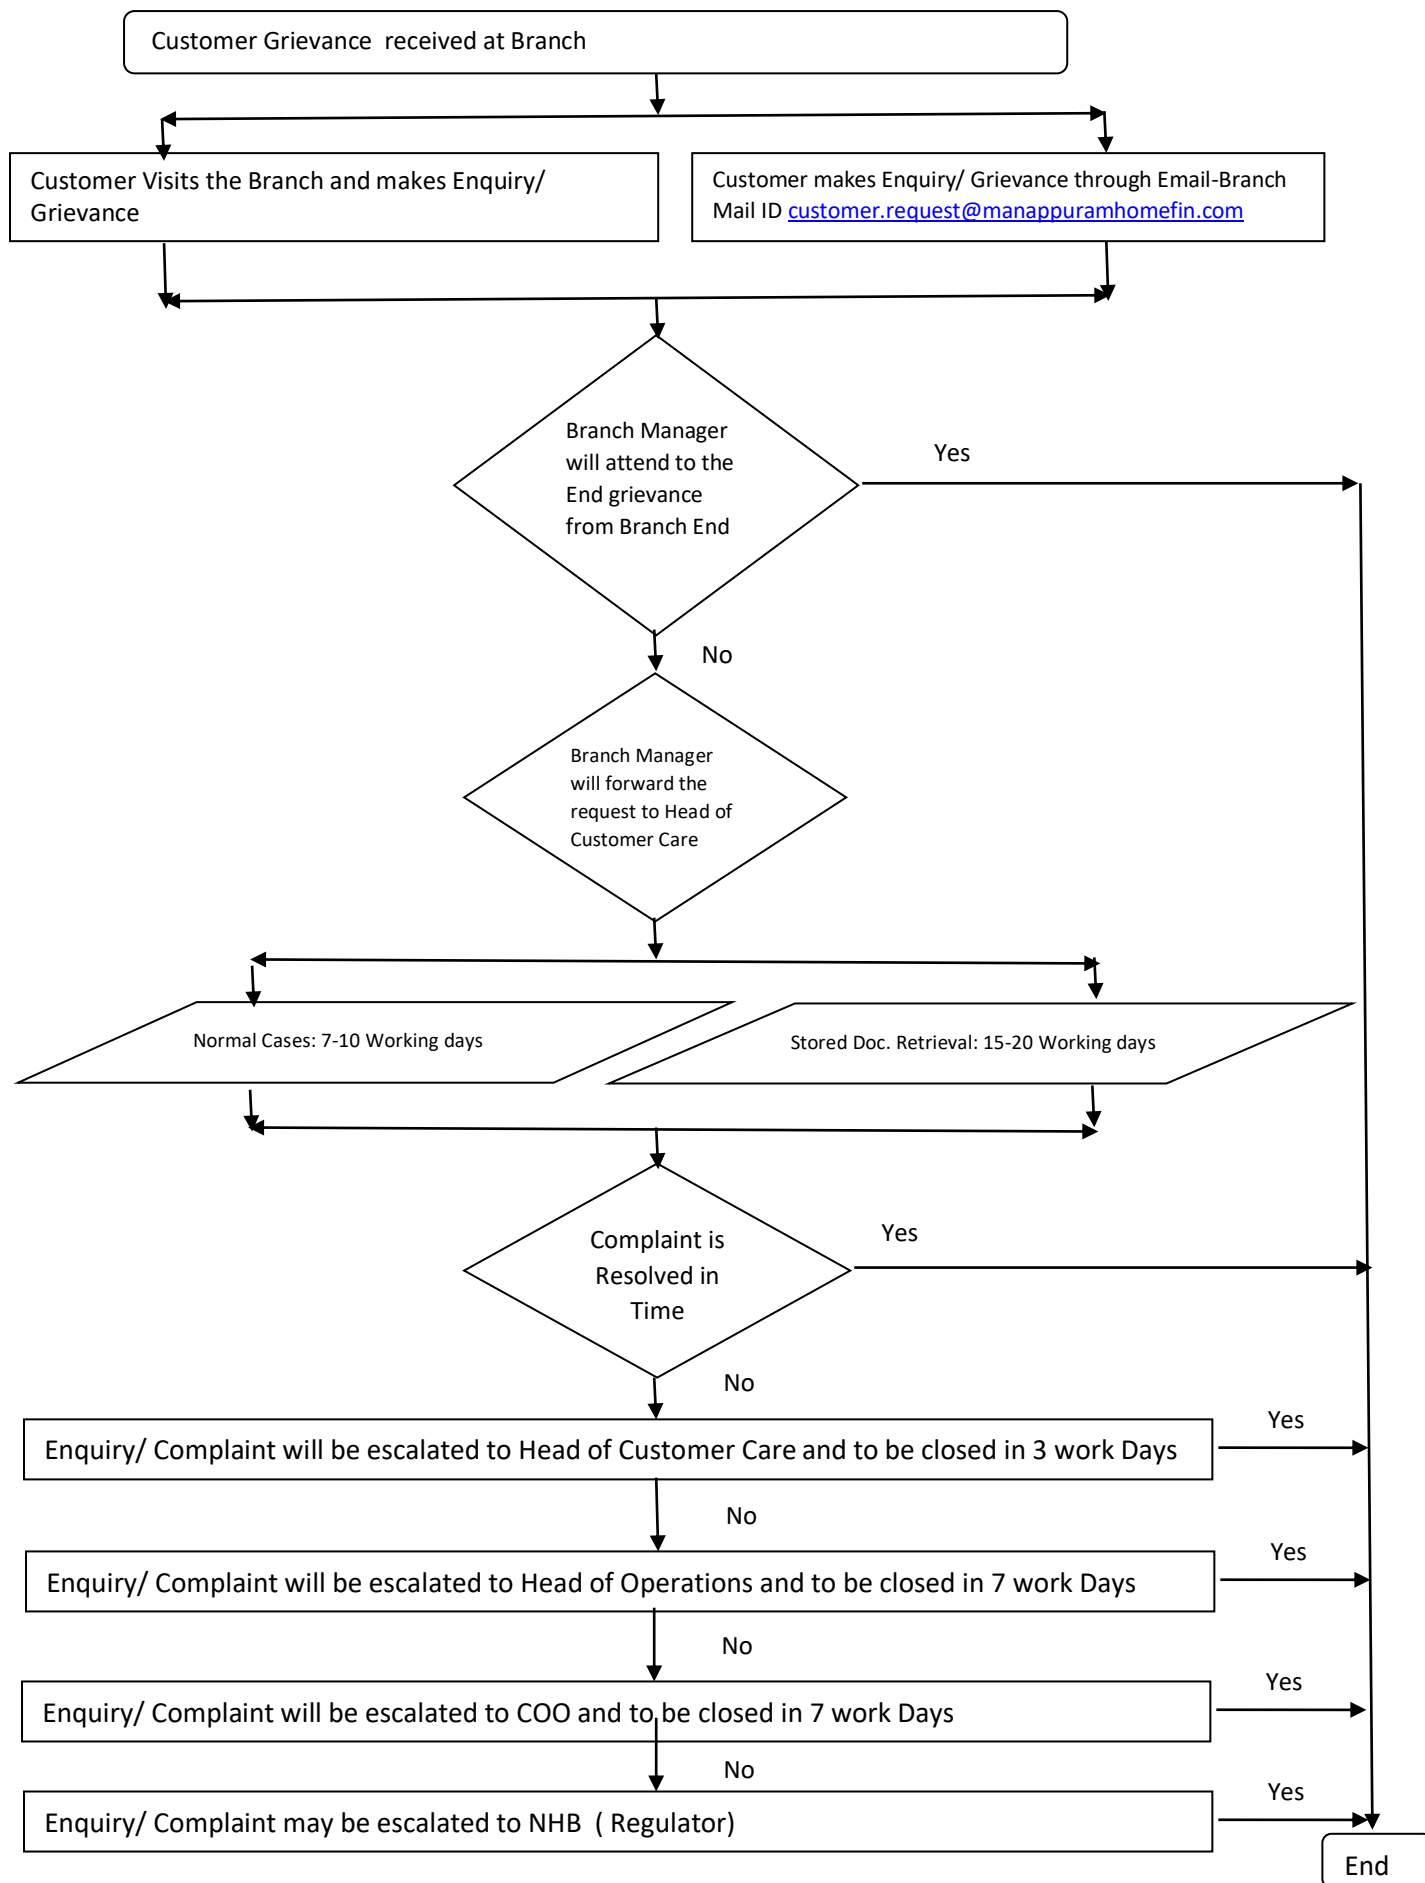 Customer Grievance  received at Branch
Customer Visits the Branch and makes Enquiry/
Grievance
Customer makes Enquiry/ Grievance through Email-Branch
Mail ID customer.request@manappuramhomefin.com
Branch Manager
will attend to the
End grievance
from Branch End
Yes
No
Branch Manager
will forward the
request to Head of
Customer Care
Normal Cases: 7-10 Working days
Stored Doc. Retrieval: 15-20 Working days
Complaint is
Resolved in
Time
Yes
No
Enquiry/ Complaint will be escalated to Head of Customer Care and to be closed in 3 work Days
Yes
No
Enquiry/ Complaint will be escalated to Head of Operations and to be closed in 7 work Days
Yes
No
Enquiry/ Complaint will be escalated to COO and to be closed in 7 work Days
Yes
No
Enquiry/ Complaint may be escalated to NHB  ( Regulator)
Yes
End